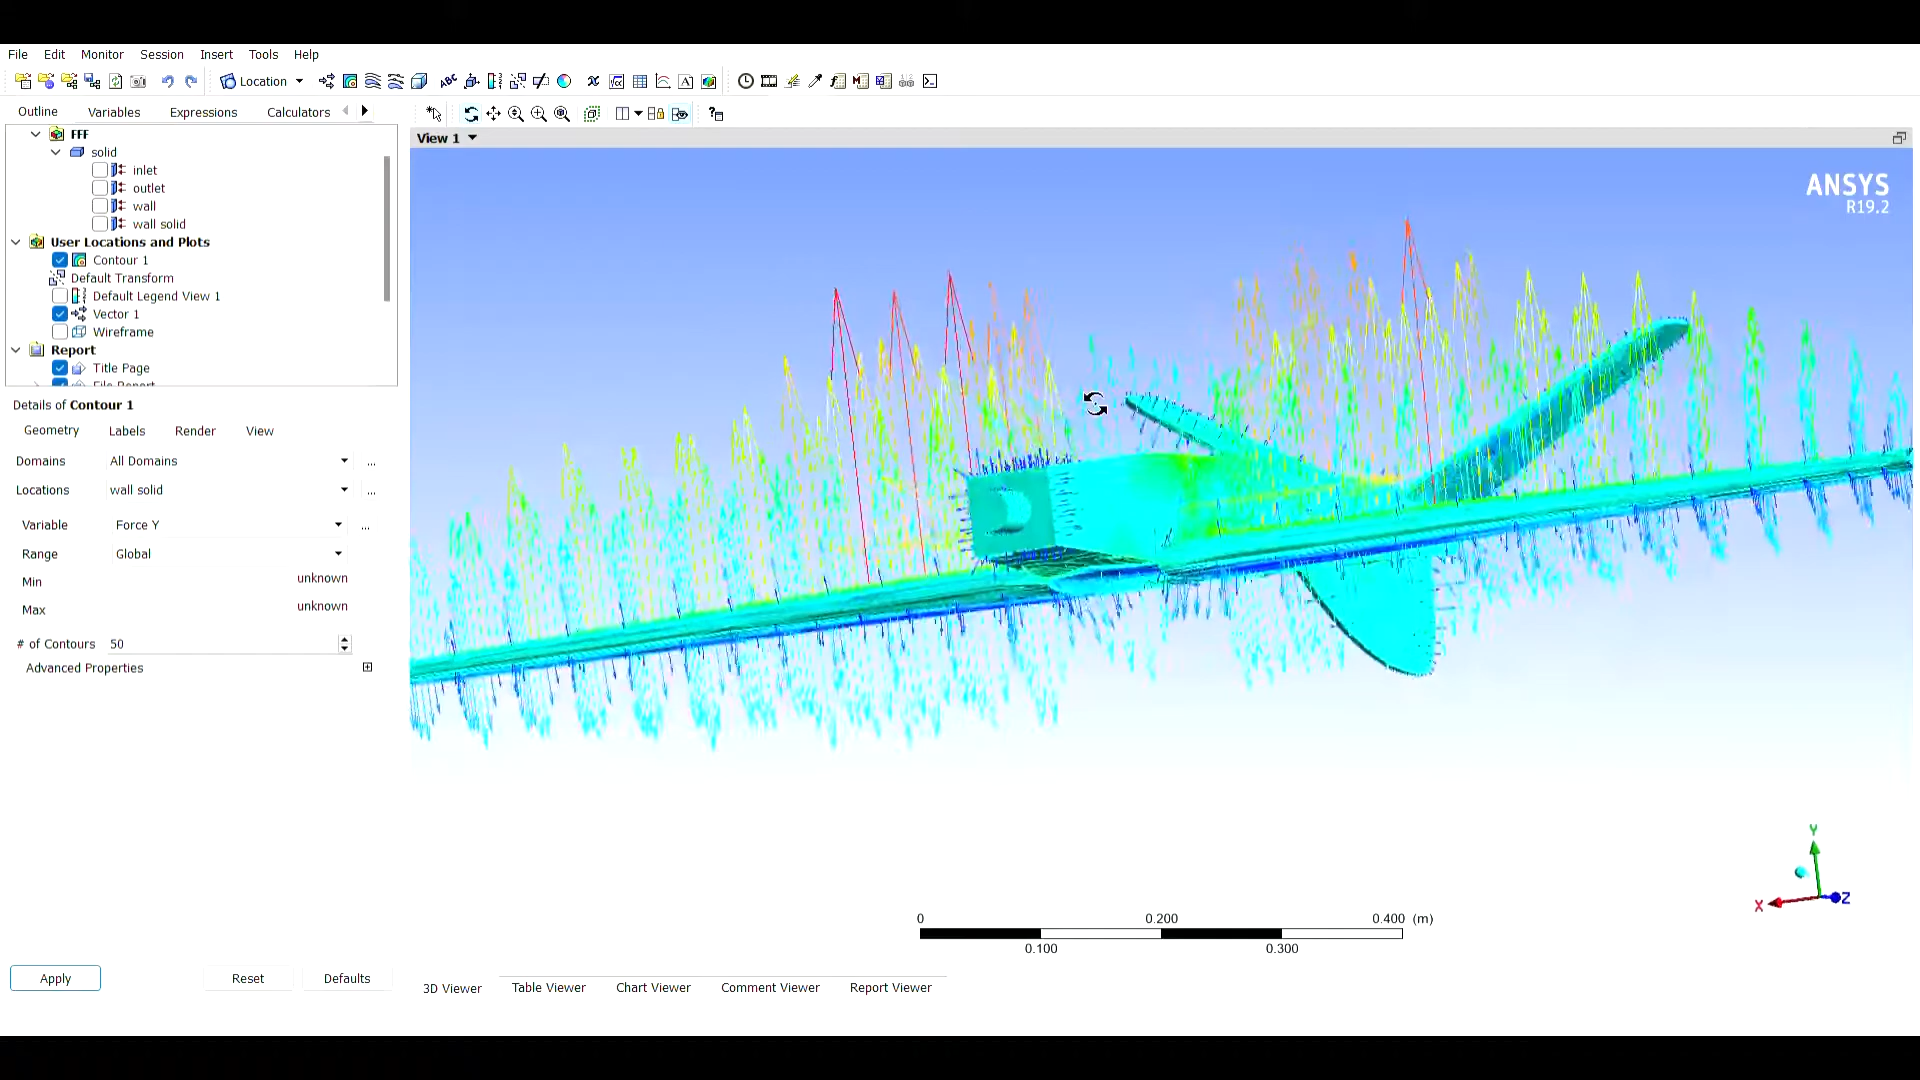 File Edit Monitor Session Insert Tools Help
Location
Outline Variables Expressions Calculators
View 1
FFF
solid
inlet
outlet
wall
wall solid
User Locations and Plots
Contour 1
Default Transform
Default Legend View 1
Vector 1
Wireframe
Report
Title Page
File Report
Details of Contour 1
Geometry Labels Render View
Domains All Domains ...
Locations wall solid ...
Variable Force Y ...
Range Global
Min unknown
Max unknown
# of Contours 50
Advanced Properties
Apply Reset Defaults
ANSYS
R19.2
Y
X Z
0 0.200 0.400 (m)
0.100 0.300
3D Viewer Table Viewer Chart Viewer Comment Viewer Report Viewer